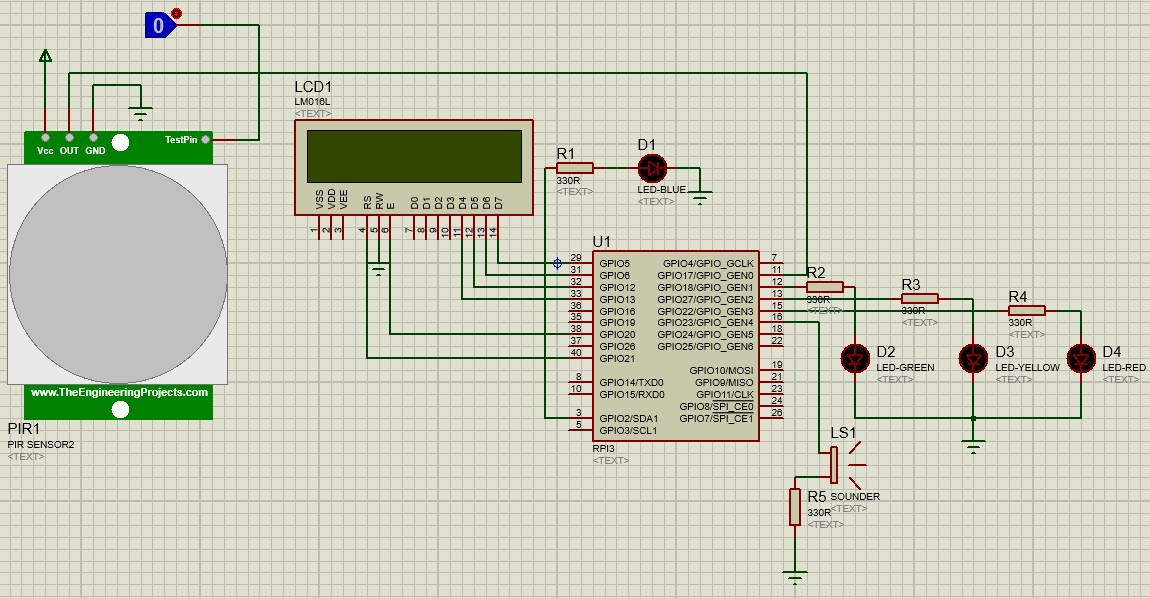 0
Vcc OUT GND TestPin
www.TheEngineeringProjects.com
PIR1
PIR SENSOR2
<TEXT>
LCD1
LM016L
<TEXT>
VSS VDD VEE RS RW E D0 D1 D2 D3 D4 D5 D6 D7
1 2 3 4 5 6 7 8 9 10 11 12 13 14
R1
330R
<TEXT>
D1
LED-BLUE
<TEXT>
U1
29 GPIO5 GPIO4/GPIO_GCLK 7
31 GPIO6 GPIO17/GPIO_GEN0 11
32 GPIO12 GPIO18/GPIO_GEN1 12
33 GPIO13 GPIO27/GPIO_GEN2 13
36 GPIO16 GPIO22/GPIO_GEN3 15
35 GPIO19 GPIO23/GPIO_GEN4 16
38 GPIO20 GPIO24/GPIO_GEN5 18
37 GPIO26 GPIO25/GPIO_GEN6 22
40 GPIO21
GPIO10/MOSI 19
8 GPIO14/TXD0 GPIO9/MISO 21
10 GPIO15/RXD0 GPIO11/CLK 23
GPIO8/SPI_CE0 24
3 GPIO2/SDA1 GPIO7/SPI_CE1 26
5 GPIO3/SCL1
RPI3
<TEXT>
R2
330R
<TEXT>
R3
330R
<TEXT>
R4
330R
<TEXT>
D2
LED-GREEN
<TEXT>
D3
LED-YELLOW
<TEXT>
D4
LED-RED
<TEXT>
LS1
SOUNDER
<TEXT>
R5
330R
<TEXT>